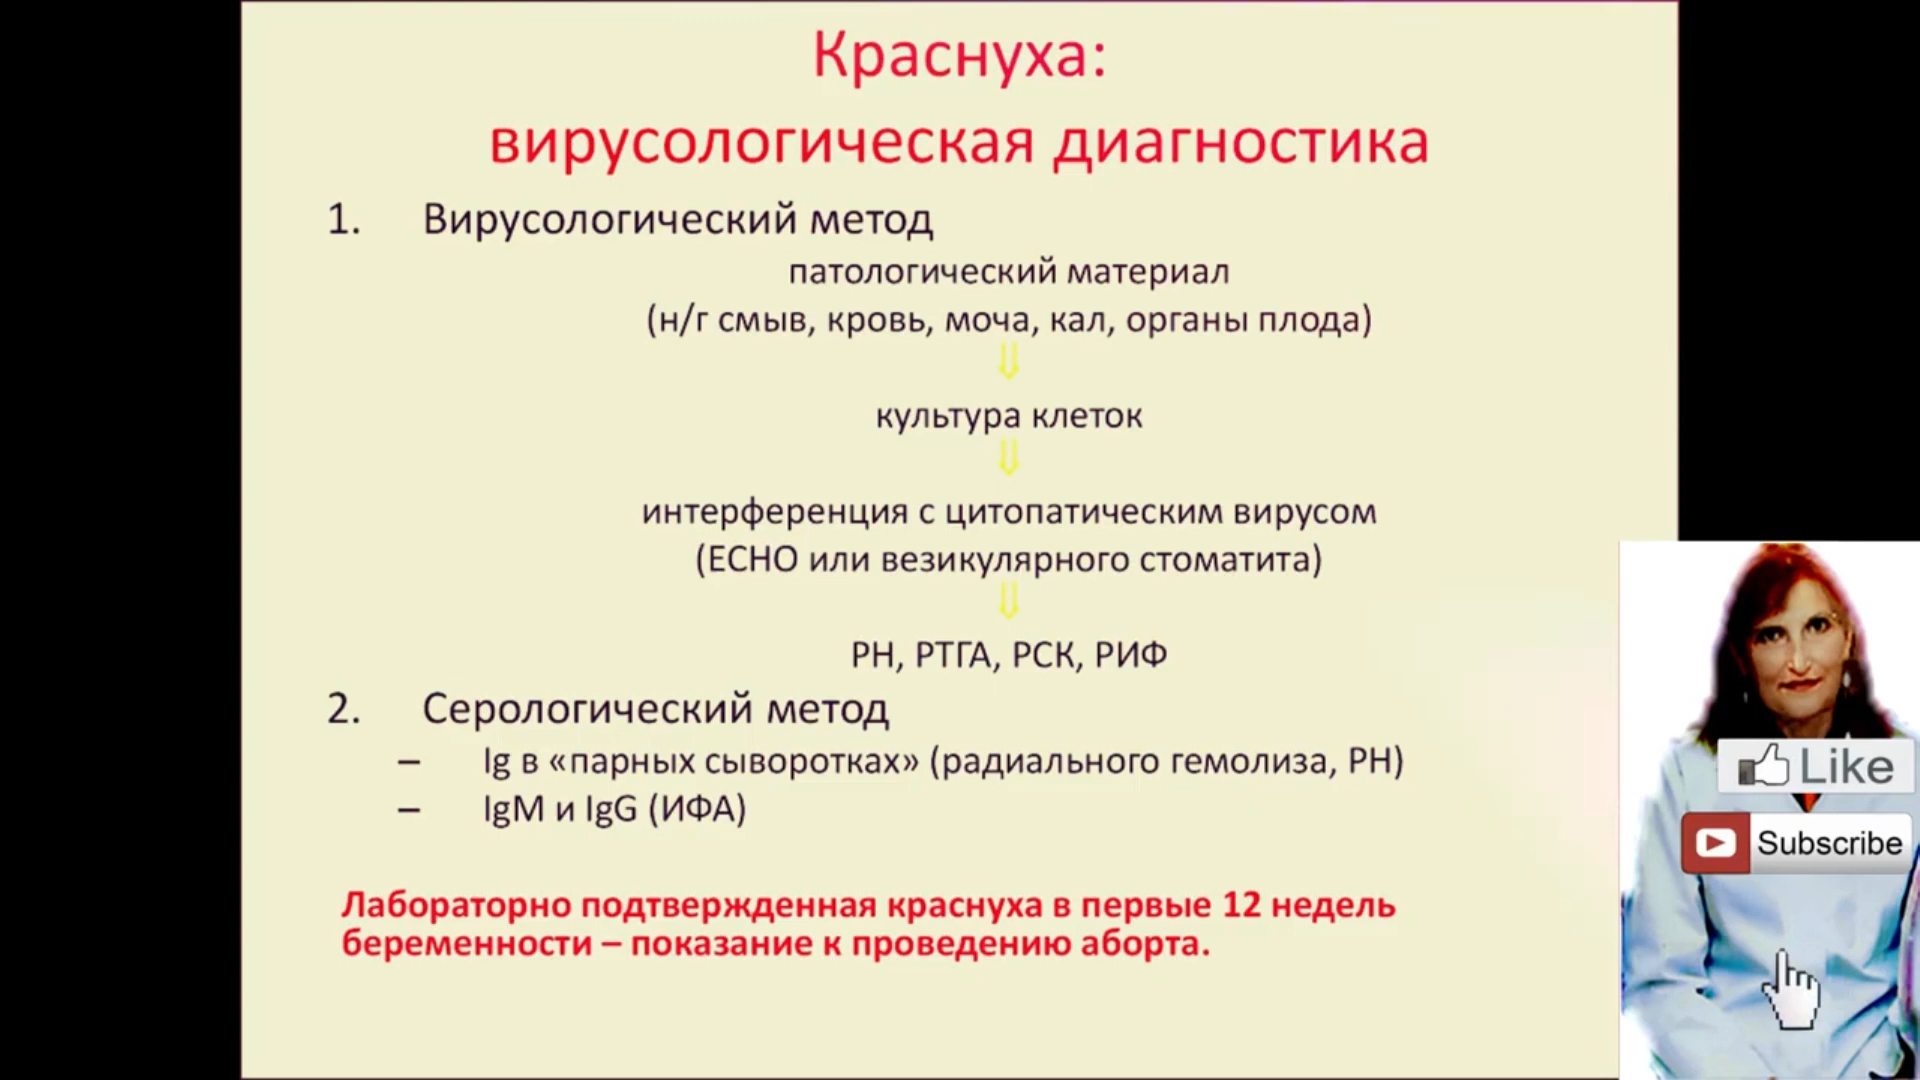 Краснуха:
вирусологическая диагностика
1. Вирусологический метод
патологический материал
(н/г смыв, кровь, моча, кал, органы плода)
⇓
культура клеток
⇓
интерференция с цитопатическим вирусом
(ECHO или везикулярного стоматита)
⇓
РН, РТГА, РСК, РИФ
2. Серологический метод
– Ig в «парных сыворотках» (радиального гемолиза, РН)
– IgM и IgG (ИФА)
Лабораторно подтвержденная краснуха в первые 12 недель
беременности – показание к проведению аборта.
Like
Subscribe